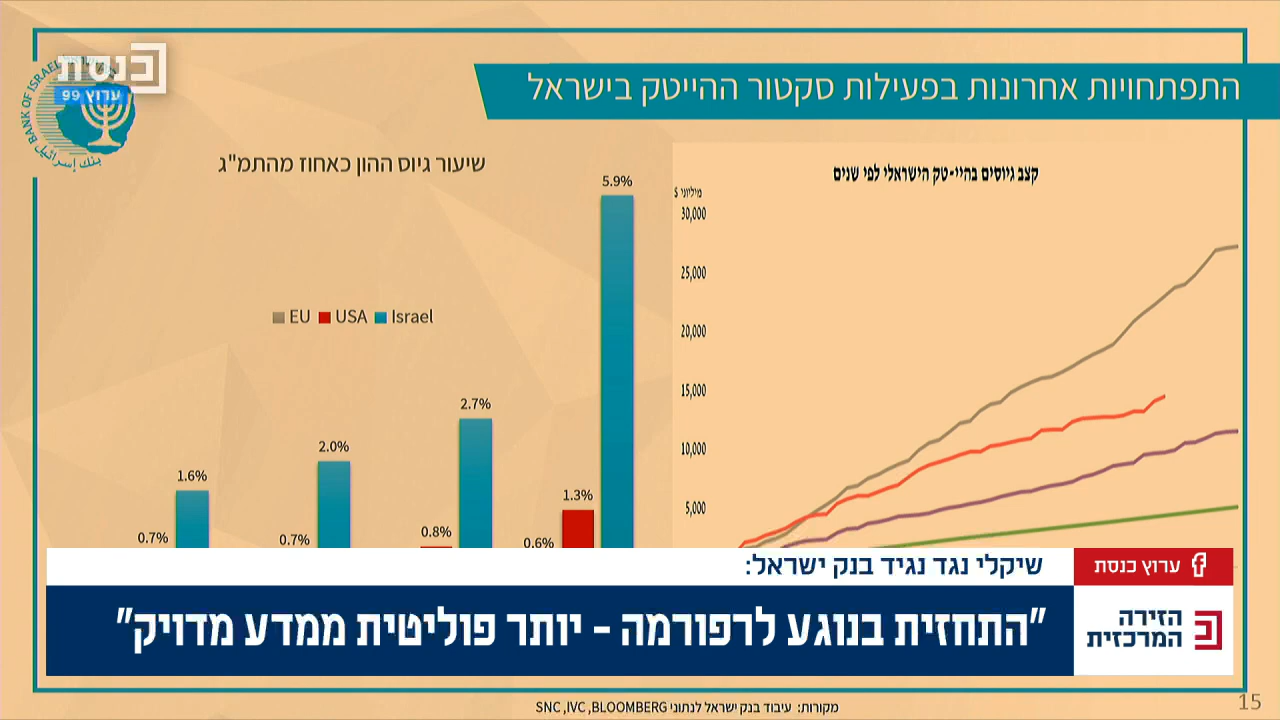 כנסת
ערוץ 99
BANK OF ISRAEL
بنك إسرائيل
התפתחויות אחרונות בפעילות סקטור ההייטק בישראל
קצב גיוסים בהיי-טק הישראלי לפי שנים
מיליוני $
30,000
25,000
20,000
15,000
10,000
5,000
שיעור גיוס ההון כאחוז מהתמ"ג
EU USA Israel
5.9%
2.7%
2.0%
1.6%
1.3%
0.8%
0.7%
0.7%
0.6%
ערוץ כנסת
שיקלי נגד נגיד בנק ישראל:
הזירה
המרכזית
"התחזית בנוגע לרפורמה - יותר פוליטית ממדע מדויק"
מקורות: עיבוד בנק ישראל לנתוני SNC ,IVC ,BLOOMBERG
15